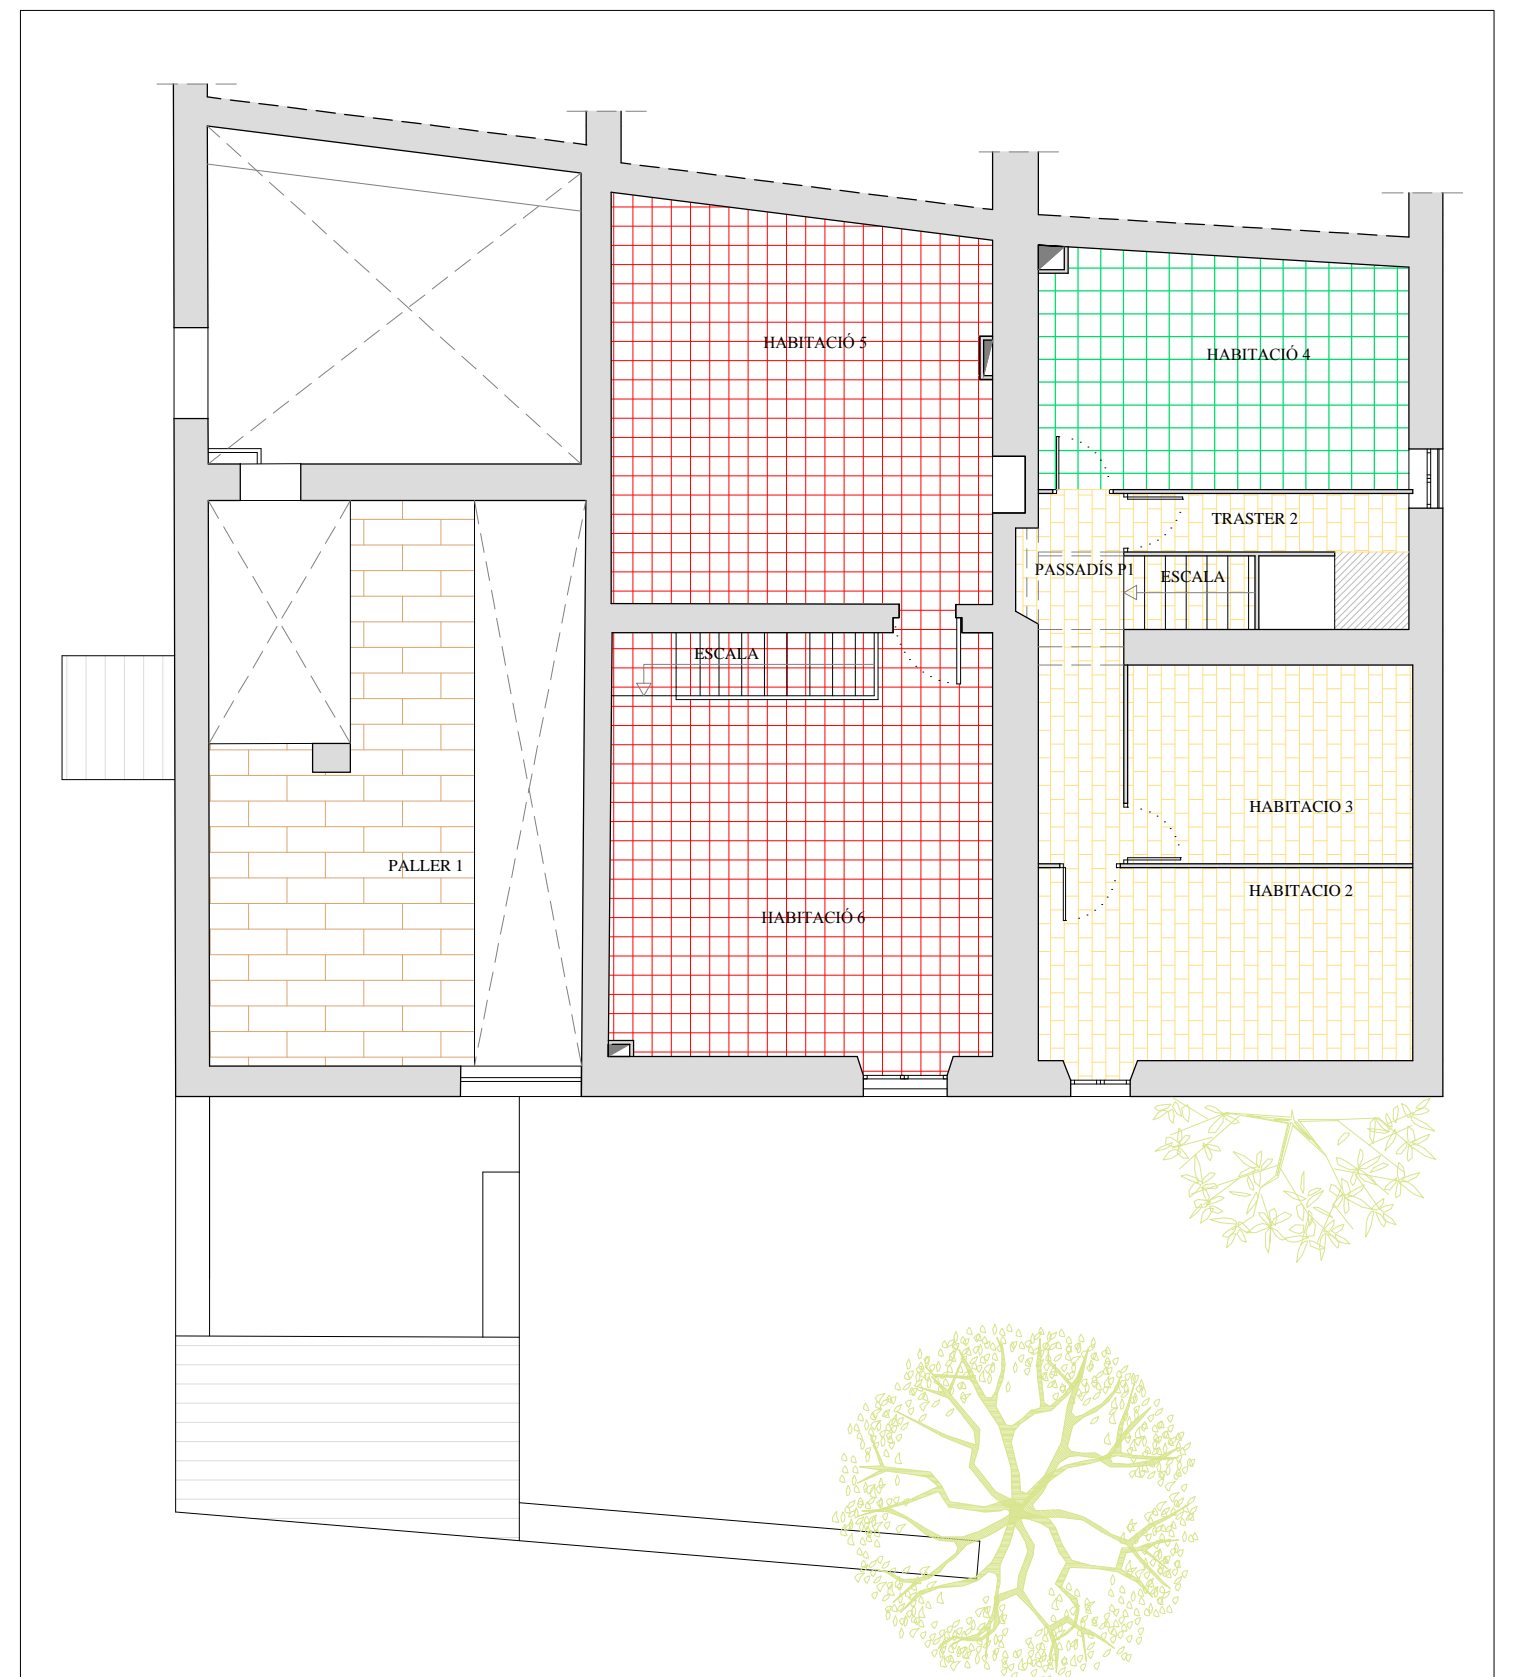 HABITACIÓ 5
HABITACIÓ 4
TRASTER 2
PASSADÍS P1
ESCALA
ESCALA
HABITACIO 3
PALLER 1
HABITACIO 2
HABITACIÓ 6